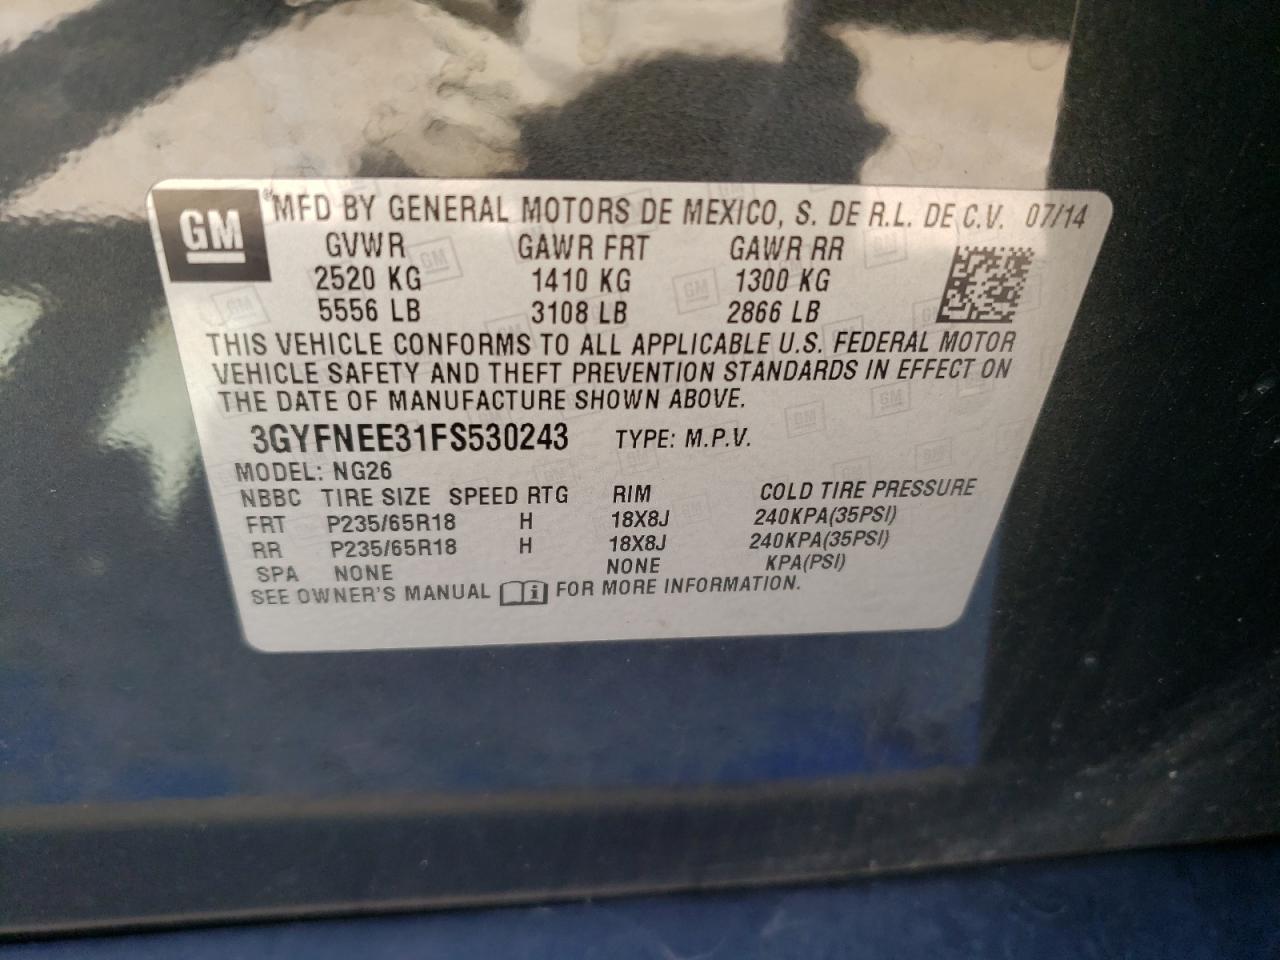 GM ® MFD BY GENERAL MOTORS DE MEXICO, S. DE R.L. DE C.V. 07/14
GVWR GAWR FRT GAWR RR
2520 KG 1410 KG 1300 KG
5556 LB 3108 LB 2866 LB
THIS VEHICLE CONFORMS TO ALL APPLICABLE U.S. FEDERAL MOTOR
VEHICLE SAFETY AND THEFT PREVENTION STANDARDS IN EFFECT ON
THE DATE OF MANUFACTURE SHOWN ABOVE.
3GYFNEE31FS530243 TYPE: M.P.V.
MODEL: NG26
NBBC TIRE SIZE SPEED RTG RIM COLD TIRE PRESSURE
FRT P235/65R18 H 18X8J 240KPA(35PSI)
RR P235/65R18 H 18X8J 240KPA(35PSI)
SPA NONE NONE KPA(PSI)
SEE OWNER'S MANUAL FOR MORE INFORMATION.